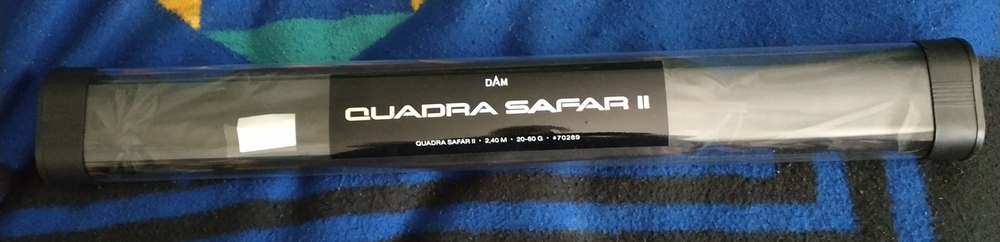 DAM
QUADRA SAFAR II
QUADRA SAFAR II • 2,40 M • 20-60 G • #70289